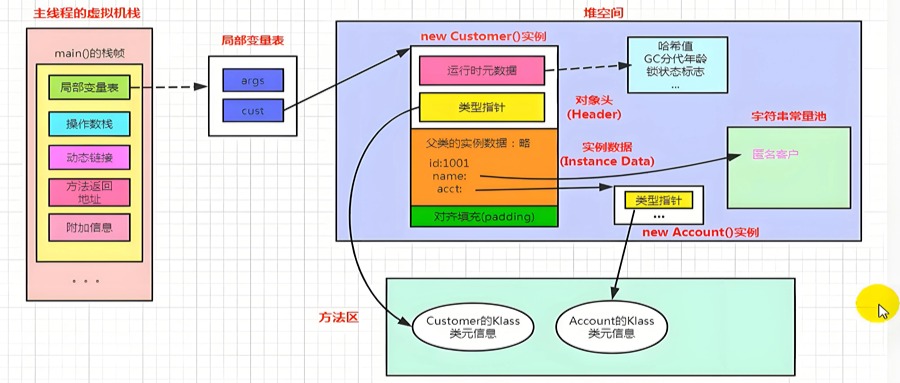 主线程的虚拟机栈
main()的栈帧
局部变量表
操作数栈
动态链接
方法返回
地址
附加信息
...
局部变量表
args
cust
堆空间
new Customer()实例
运行时元数据
类型指针
对象头
(Header)
父类的实例数据：略
id:1001
name:
acct:
对齐填充(padding)
实例数据
(Instance Data)
哈希值
GC分代年龄
锁状态标志
...
字符串常量池
匿名客户
类型指针
...
new Account()实例
方法区
Customer的Klass
类元信息
Account的Klass
类元信息